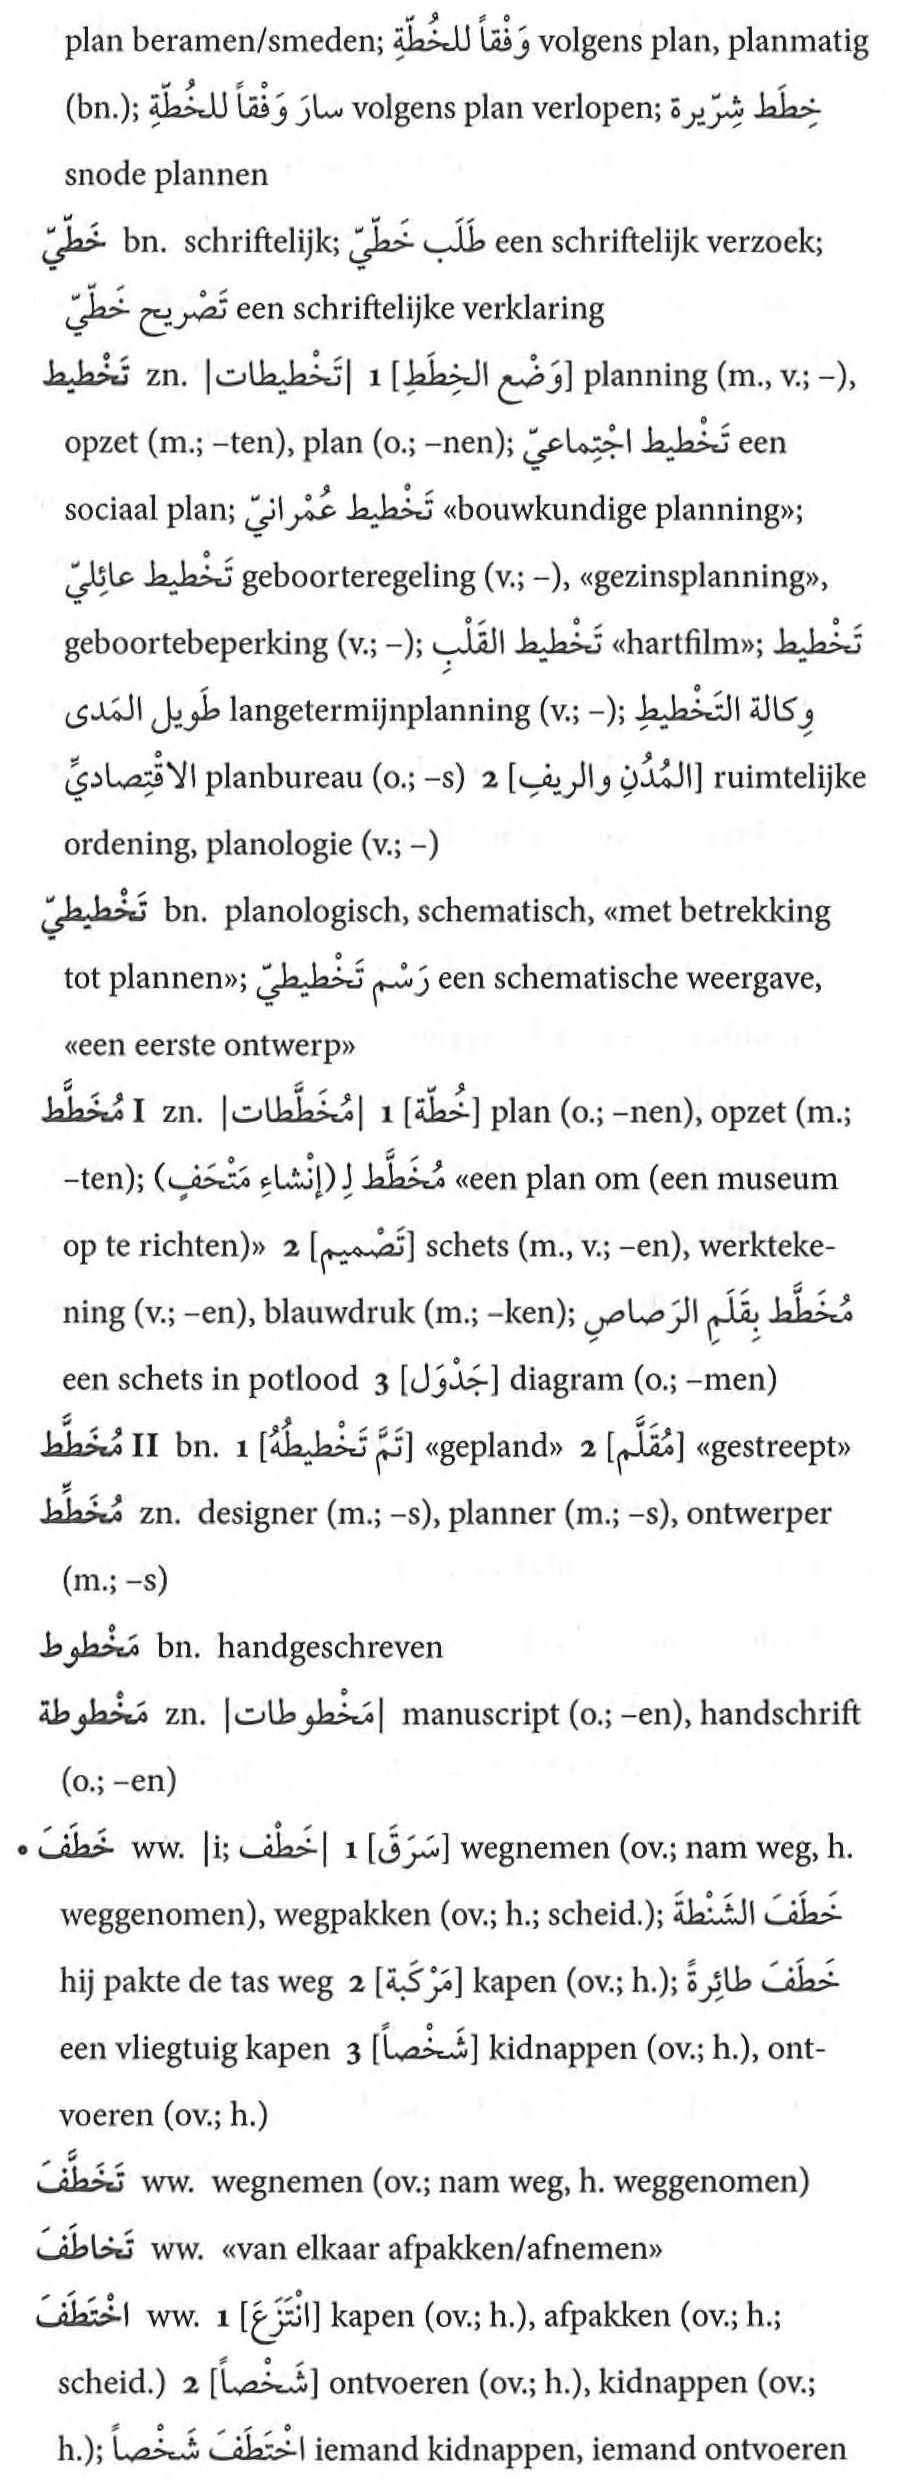 plan beramen/smeden; وَفْقاً للخُطّةِ volgens plan, planmatig
(bn.); سارَ وَفْقاً للخُطّةِ volgens plan verlopen; خِطَط شِرّيرة
snode plannen
خَطّيّ bn. schriftelijk; طَلَب خَطّيّ een schriftelijk verzoek;
تَصْريح خَطّيّ een schriftelijke verklaring
تَخْطيط zn. |تَخْطيطات| 1 [وَضْع الخِطَطِ] planning (m., v.; –),
opzet (m.; –ten), plan (o.; –nen); تَخْطيط اجْتِماعيّ een
sociaal plan; تَخْطيط عُمْرانيّ «bouwkundige planning»;
تَخْطيط عائِليّ geboorteregeling (v.; –), «gezinsplanning»,
geboortebeperking (v.; –); تَخْطيط القَلْبِ «hartfilm»; تَخْطيط
طَويل المَدى langetermijnplanning (v.; –); وِكالة التَخْطيطِ
الاقْتِصاديِّ planbureau (o.; –s) 2 [المُدُنِ والريفِ] ruimtelijke
ordening, planologie (v.; –)
تَخْطيطيّ bn. planologisch, schematisch, «met betrekking
tot plannen»; رَسْم تَخْطيطيّ een schematische weergave,
«een eerste ontwerp»
مُخَطَّط I zn. |مُخَطَّطات| 1 [خُطّة] plan (o.; –nen), opzet (m.;
–ten); مُخَطَّط لِ (إنْشاءِ مَتْحَفٍ) «een plan om (een museum
op te richten)» 2 [تَصْميم] schets (m., v.; –en), werkteke-
ning (v.; –en), blauwdruk (m.; –ken); مُخَطَّط بِقَلَمِ الرَصاصِ
een schets in potlood 3 [جَدْوَل] diagram (o.; –men)
مُخَطَّط II bn. 1 [تَمَّ تَخْطيطُهُ] «gepland» 2 [مُقَلَّم] «gestreept»
مُخَطِّط zn. designer (m.; –s), planner (m.; –s), ontwerper
(m.; –s)
مَخْطوط bn. handgeschreven
مَخْطوطة zn. |مَخْطوطات| manuscript (o.; –en), handschrift
(o.; –en)
• خَطَفَ ww. |i; خَطْف| 1 [سَرَقَ] wegnemen (ov.; nam weg, h.
weggenomen), wegpakken (ov.; h.; scheid.); خَطَفَ الشَنْطةَ
hij pakte de tas weg 2 [مَرْكَبة] kapen (ov.; h.); خَطَفَ طائِرةً
een vliegtuig kapen 3 [شَخْصاً] kidnappen (ov.; h.), ont-
voeren (ov.; h.)
تَخَطَّفَ ww. wegnemen (ov.; nam weg, h. weggenomen)
تَخاطَفَ ww. «van elkaar afpakken/afnemen»
اخْتَطَفَ ww. 1 [انْتَزَعَ] kapen (ov.; h.), afpakken (ov.; h.;
scheid.) 2 [شَخْصاً] ontvoeren (ov.; h.), kidnappen (ov.;
h.); اخْتَطَفَ شَخْصاً iemand kidnappen, iemand ontvoeren